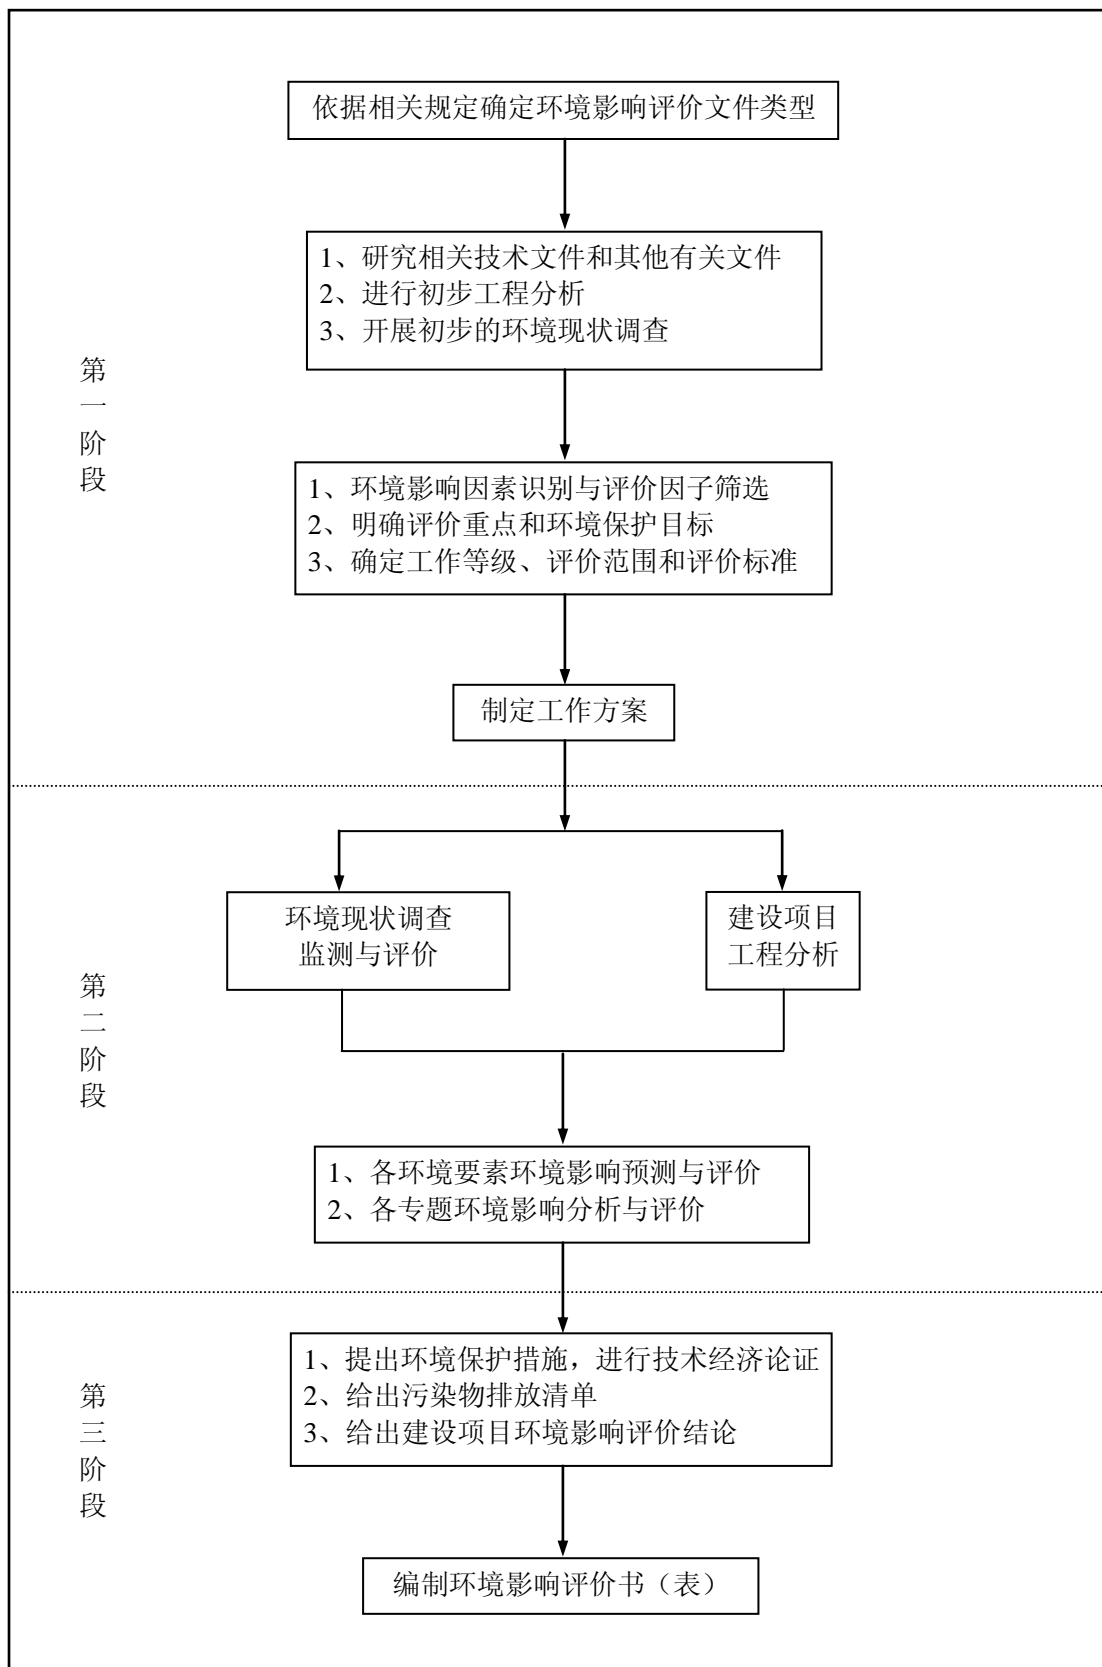 依据相关规定确定环境影响评价文件类型
1、研究相关技术文件和其他有关文件
2、进行初步工程分析
3、开展初步的环境现状调查
第一阶段
1、环境影响因素识别与评价因子筛选
2、明确评价重点和环境保护目标
3、确定工作等级、评价范围和评价标准
制定工作方案
环境现状调查
监测与评价
建设项目
工程分析
第二阶段
1、各环境要素环境影响预测与评价
2、各专题环境影响分析与评价
1、提出环境保护措施，进行技术经济论证
2、给出污染物排放清单
3、给出建设项目环境影响评价结论
第三阶段
编制环境影响评价书（表）